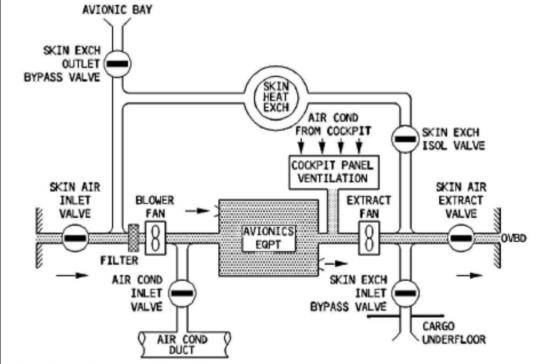 AVIONIC BAY
SKIN EXCH
OUTLET
BYPASS VALVE
SKIN
HEAT
EXCH
AIR COND
FROM COCKPIT
SKIN EXCH
ISOL VALVE
COCKPIT PANEL
VENTILATION
SKIN AIR
INLET
VALVE
BLOWER
FAN
EXTRACT
FAN
SKIN AIR
EXTRACT
VALVE
AVIONICS
EQPT
OVBD
FILTER
AIR COND
INLET
VALVE
SKIN EXCH
INLET
BYPASS VALVE
AIR COND
DUCT
CARGO
UNDERFLOOR